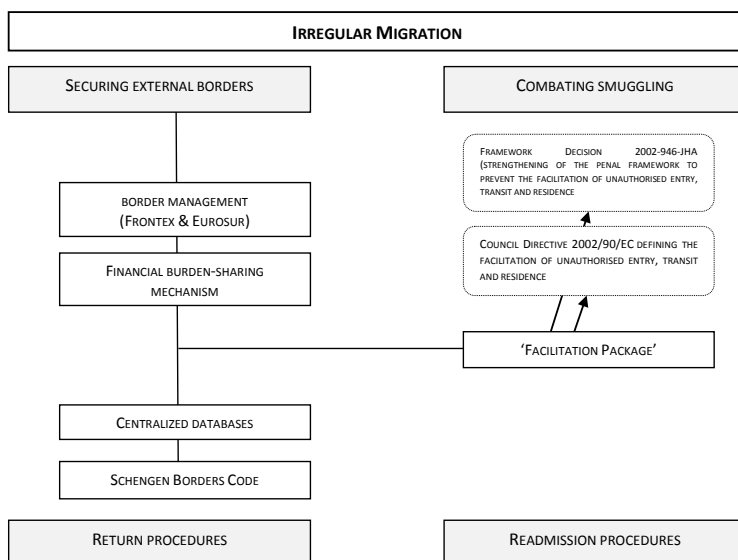 IRREGULAR MIGRATION
SECURING EXTERNAL BORDERS
COMBATING SMUGGLING
FRAMEWORK DECISION 2002-946-JHA
(STRENGTHENING OF THE PENAL FRAMEWORK TO
PREVENT THE FACILITATION OF UNAUTHORISED ENTRY,
TRANSIT AND RESIDENCE
BORDER MANAGEMENT
(FRONTEX & EUROSUR)
COUNCIL DIRECTIVE 2002/90/EC DEFINING THE
FACILITATION OF UNAUTHORISED ENTRY, TRANSIT
AND RESIDENCE
FINANCIAL BURDEN-SHARING
MECHANISM
‘FACILITATION PACKAGE’
CENTRALIZED DATABASES
SCHENGEN BORDERS CODE
RETURN PROCEDURES
READMISSION PROCEDURES